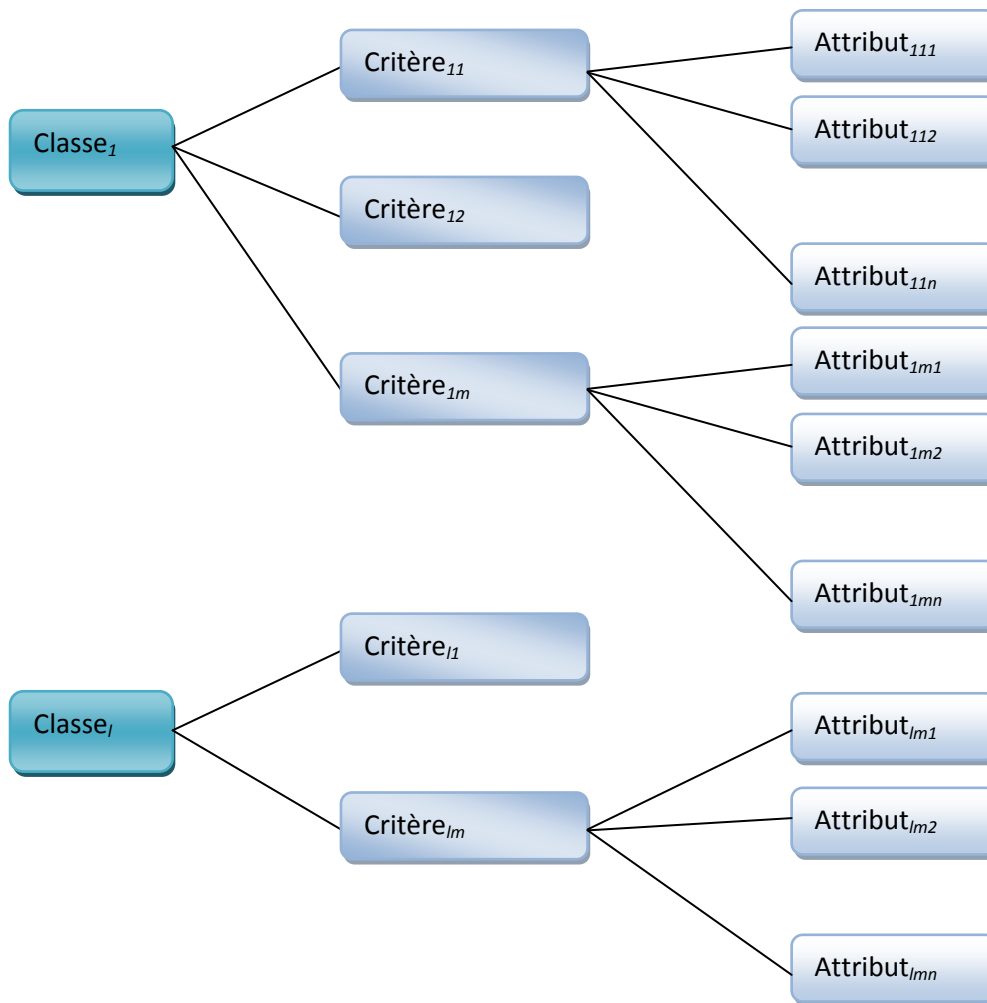 Classe1
Critère11
Attribut111
Attribut112
Attribut11n
Critère12
Critère1m
Attribut1m1
Attribut1m2
Attribut1mn
Classel
Critèrel1
Critèrelm
Attributlm1
Attributlm2
Attributlmn